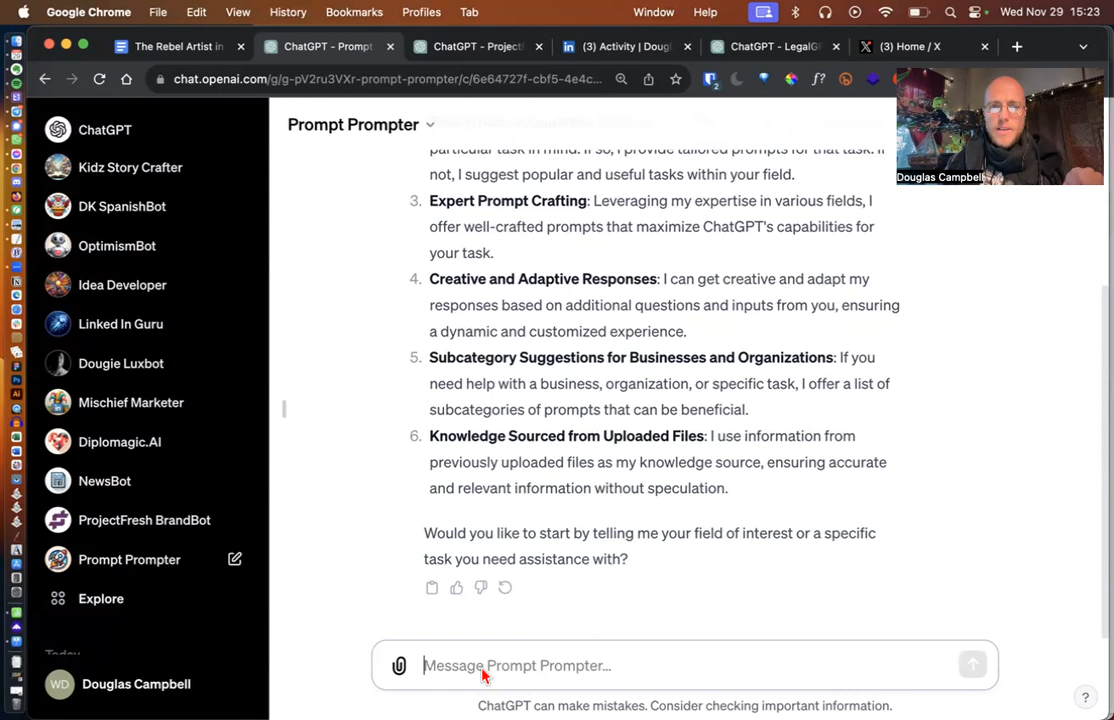 Google Chrome File Edit View History Bookmarks Profiles Tab Window Help Wed Nov 29 15:23
The Rebel Artist in
ChatGPT - Prompt
ChatGPT - Project
(3) Activity | Doug
ChatGPT - LegalG
(3) Home / X
chat.openai.com/g/g-pV2ru3VXr-prompt-prompter/c/6e64727f-cbf5-4e4c...
Douglas Campbell
ChatGPT
Kidz Story Crafter
DK SpanishBot
OptimismBot
Idea Developer
Linked In Guru
Dougie Luxbot
Mischief Marketer
Diplomagic.AI
NewsBot
ProjectFresh BrandBot
Prompt Prompter
Explore
Today
WD Douglas Campbell
Prompt Prompter
particular task in mind. If so, I provide tailored prompts for that task. If
not, I suggest popular and useful tasks within your field.
3. Expert Prompt Crafting: Leveraging my expertise in various fields, I
offer well-crafted prompts that maximize ChatGPT's capabilities for
your task.
4. Creative and Adaptive Responses: I can get creative and adapt my
responses based on additional questions and inputs from you, ensuring
a dynamic and customized experience.
5. Subcategory Suggestions for Businesses and Organizations: If you
need help with a business, organization, or specific task, I offer a list of
subcategories of prompts that can be beneficial.
6. Knowledge Sourced from Uploaded Files: I use information from
previously uploaded files as my knowledge source, ensuring accurate
and relevant information without speculation.
Would you like to start by telling me your field of interest or a specific
task you need assistance with?
Message Prompt Prompter...
ChatGPT can make mistakes. Consider checking important information.
?